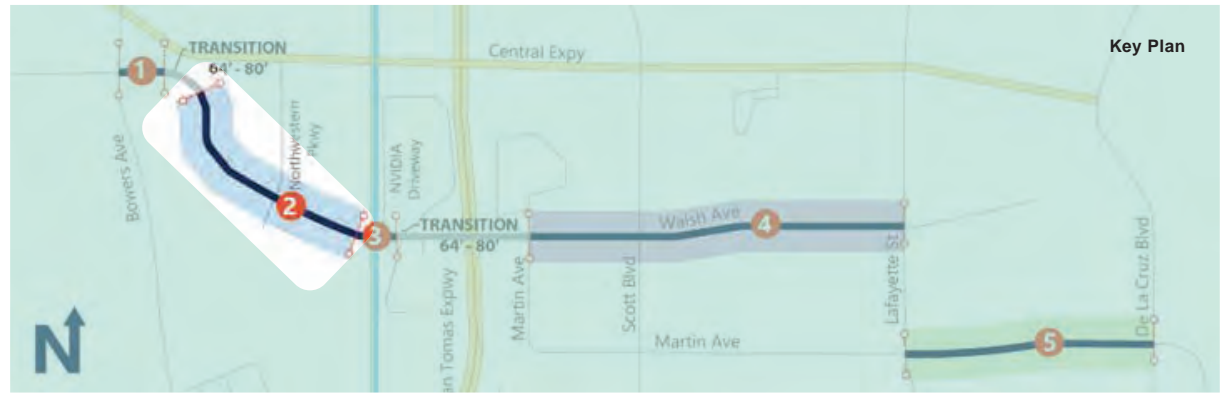 Key Plan
TRANSITION
64' - 80'
Central Expy
1
Bowers Ave
Northwestern
Pkwy
NVIDIA
Driveway
2
3
TRANSITION
64' - 80'
Walsh Ave
4
an Tomas Expwy
Martin Ave
Scott Blvd
Lafayette St
De La Cruz Blvd
Martin Ave
5
N